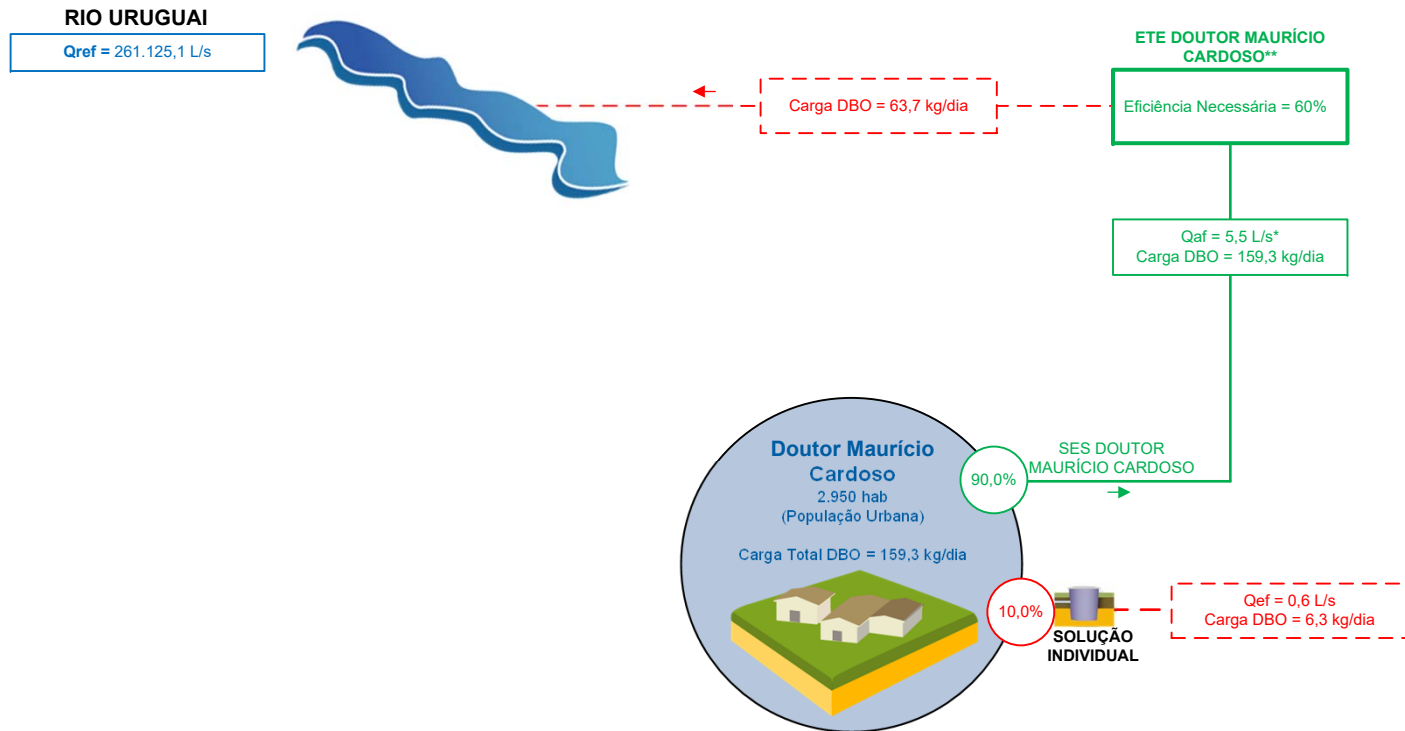 RIO URUGUAI
Qref = 261.125,1 L/s
ETE DOUTOR MAURÍCIO
CARDOSO**
Eficiência Necessária = 60%
Carga DBO = 63,7 kg/dia
Qaf = 5,5 L/s*
Carga DBO = 159,3 kg/dia
Doutor Maurício
Cardoso
2.950 hab
(População Urbana)
Carga Total DBO = 159,3 kg/dia
90,0%
SES DOUTOR
MAURÍCIO CARDOSO
10,0%
SOLUÇÃO
INDIVIDUAL
Qef = 0,6 L/s
Carga DBO = 6,3 kg/dia